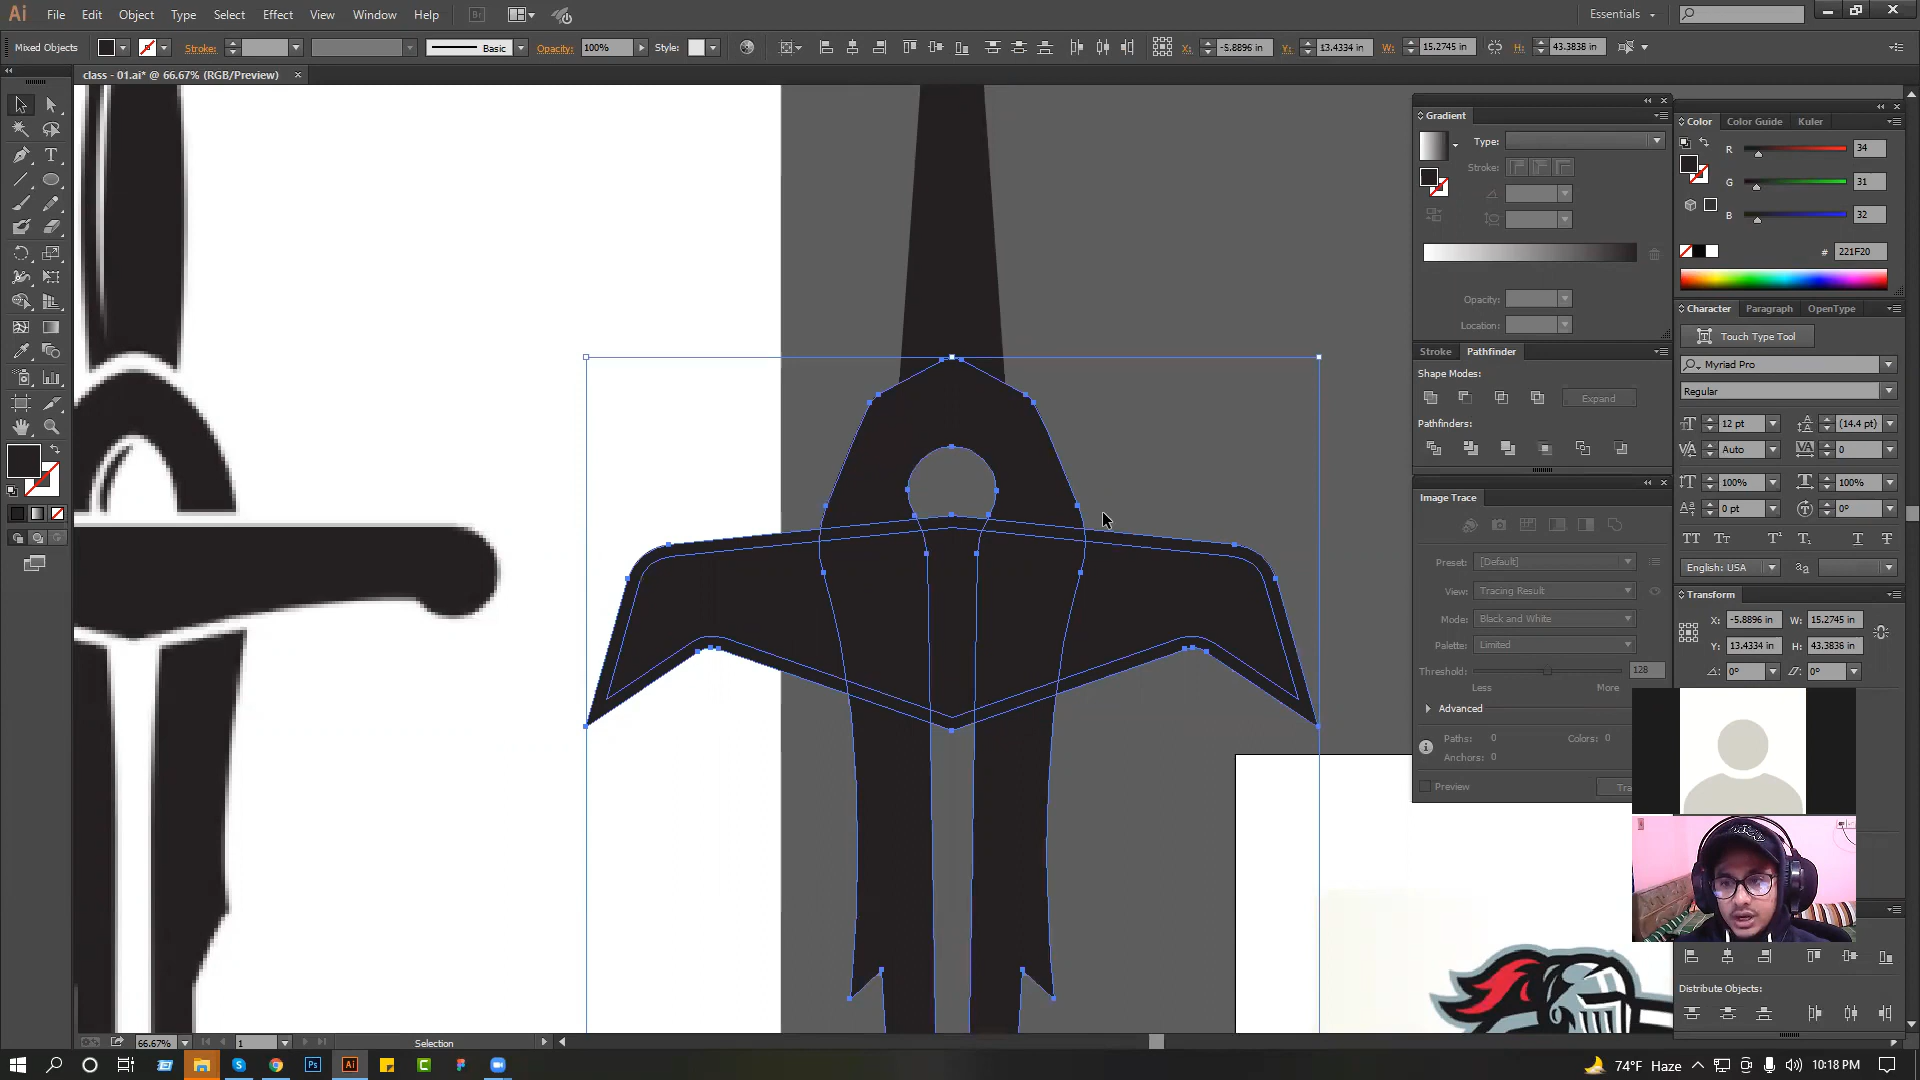 Ai File Edit Object Type Select Effect View Window Help Br Essentials
Mixed Objects Stroke: Basic Opacity: 100% Style: X: -5.8896 in Y: 13.4334 in W: 15.2745 in H: 43.3838 in
class - 01.ai* @ 66.67% (RGB/Preview) ×
Gradient
Type:
Stroke:
Opacity:
Location:
Stroke Pathfinder
Shape Modes:
Expand
Pathfinders:
Image Trace
Preset: [Default]
View: Tracing Result
Mode: Black and White
Palette: Limited
Threshold: 128
Less More
Advanced
Paths: 0 Colors: 0
Anchors: 0
Preview
Tra
Color Color Guide Kuler
R 34
G 31
B 32
# 221F20
Character Paragraph OpenType
Touch Type Tool
Myriad Pro
Regular
12 pt (14.4 pt)
Auto 0
100% 100%
0 pt 0°
English: USA
Transform
X: -5.8896 in W: 15.2745 in
Y: 13.4334 in H: 43.3836 in
0° 0°
Distribute Objects:
66.67% 1 Selection
Ps Ai 74°F Haze 10:18 PM